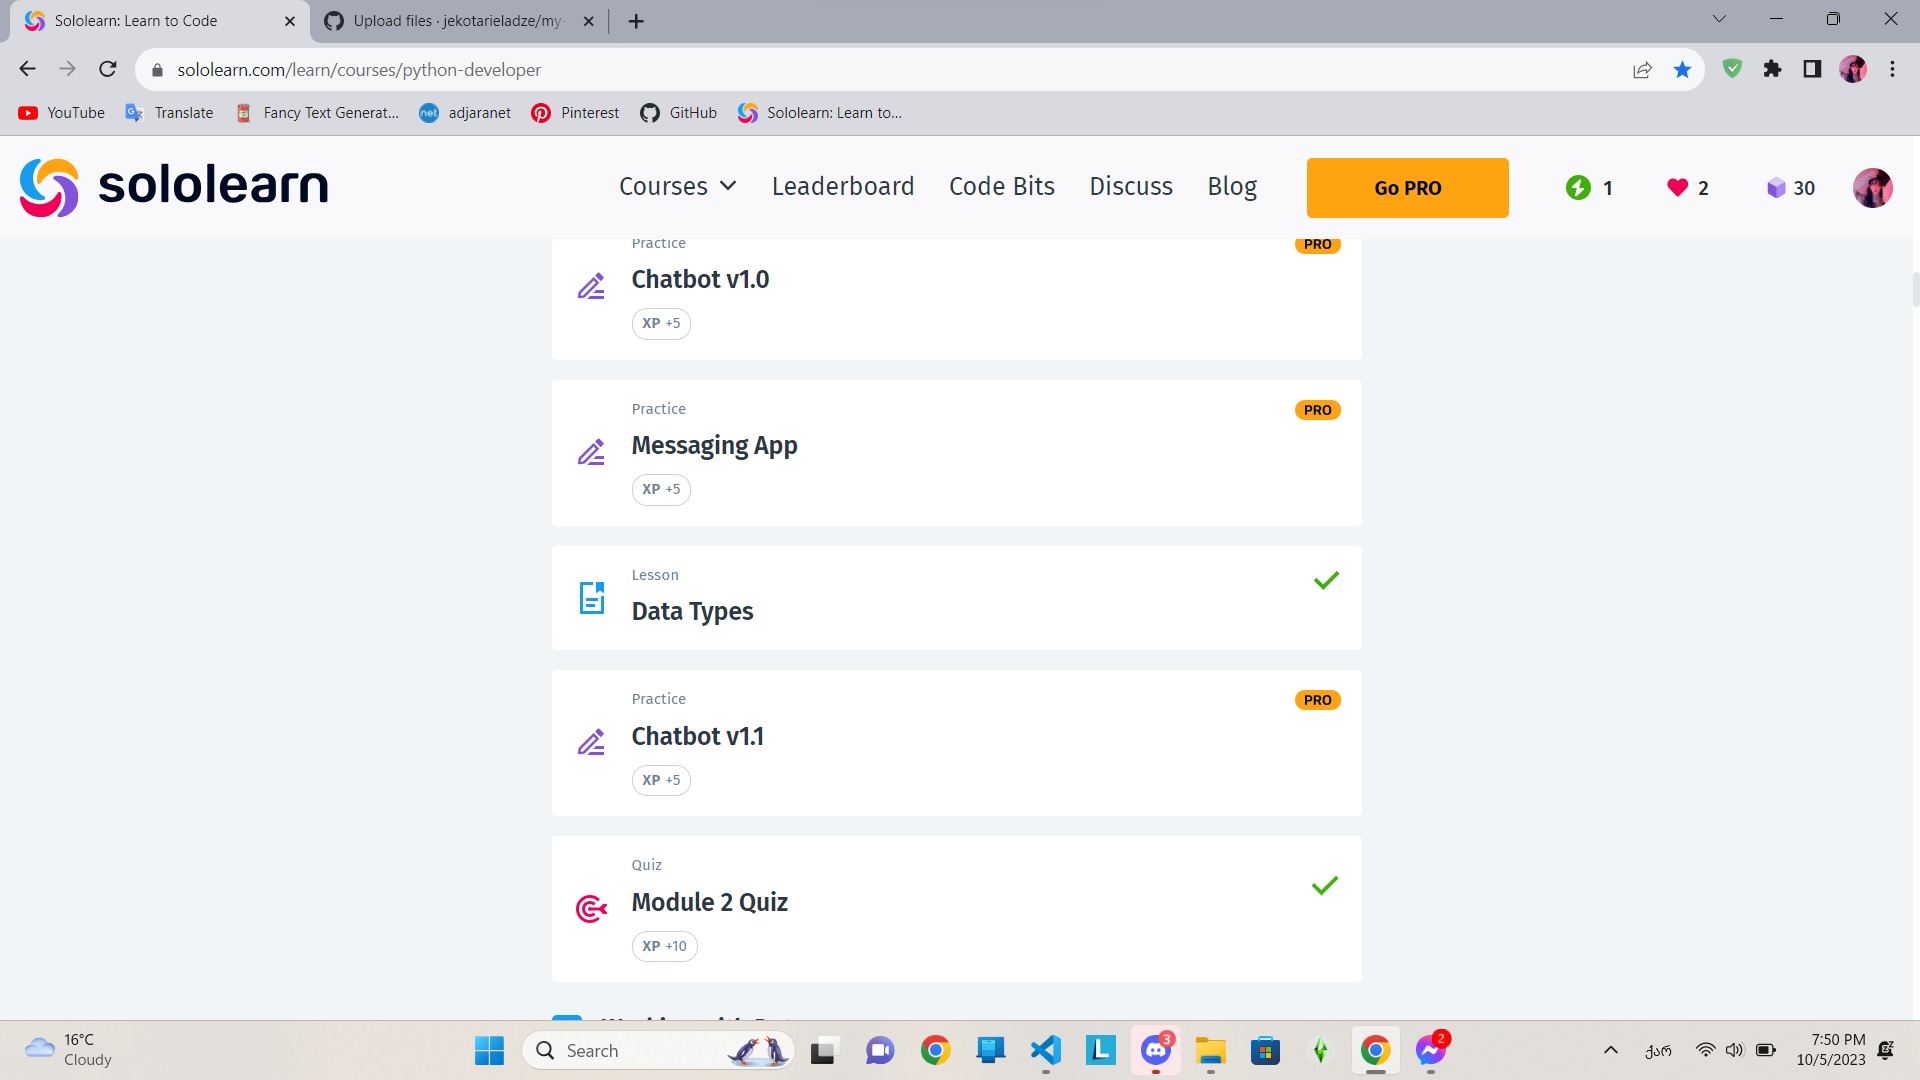 Sololearn: Learn to Code
Upload files · jekotarieladze/my-
sololearn.com/learn/courses/python-developer
YouTube
Translate
Fancy Text Generat...
net
adjaranet
Pinterest
GitHub
Sololearn: Learn to...
sololearn
Courses
Leaderboard
Code Bits
Discuss
Blog
Go PRO
1
2
30
Practice
PRO
Chatbot v1.0
XP +5
Practice
PRO
Messaging App
XP +5
Lesson
Data Types
Practice
PRO
Chatbot v1.1
XP +5
Quiz
Module 2 Quiz
XP +10
16°C
Cloudy
Search
L
3
2
ქარ
7:50 PM
10/5/2023